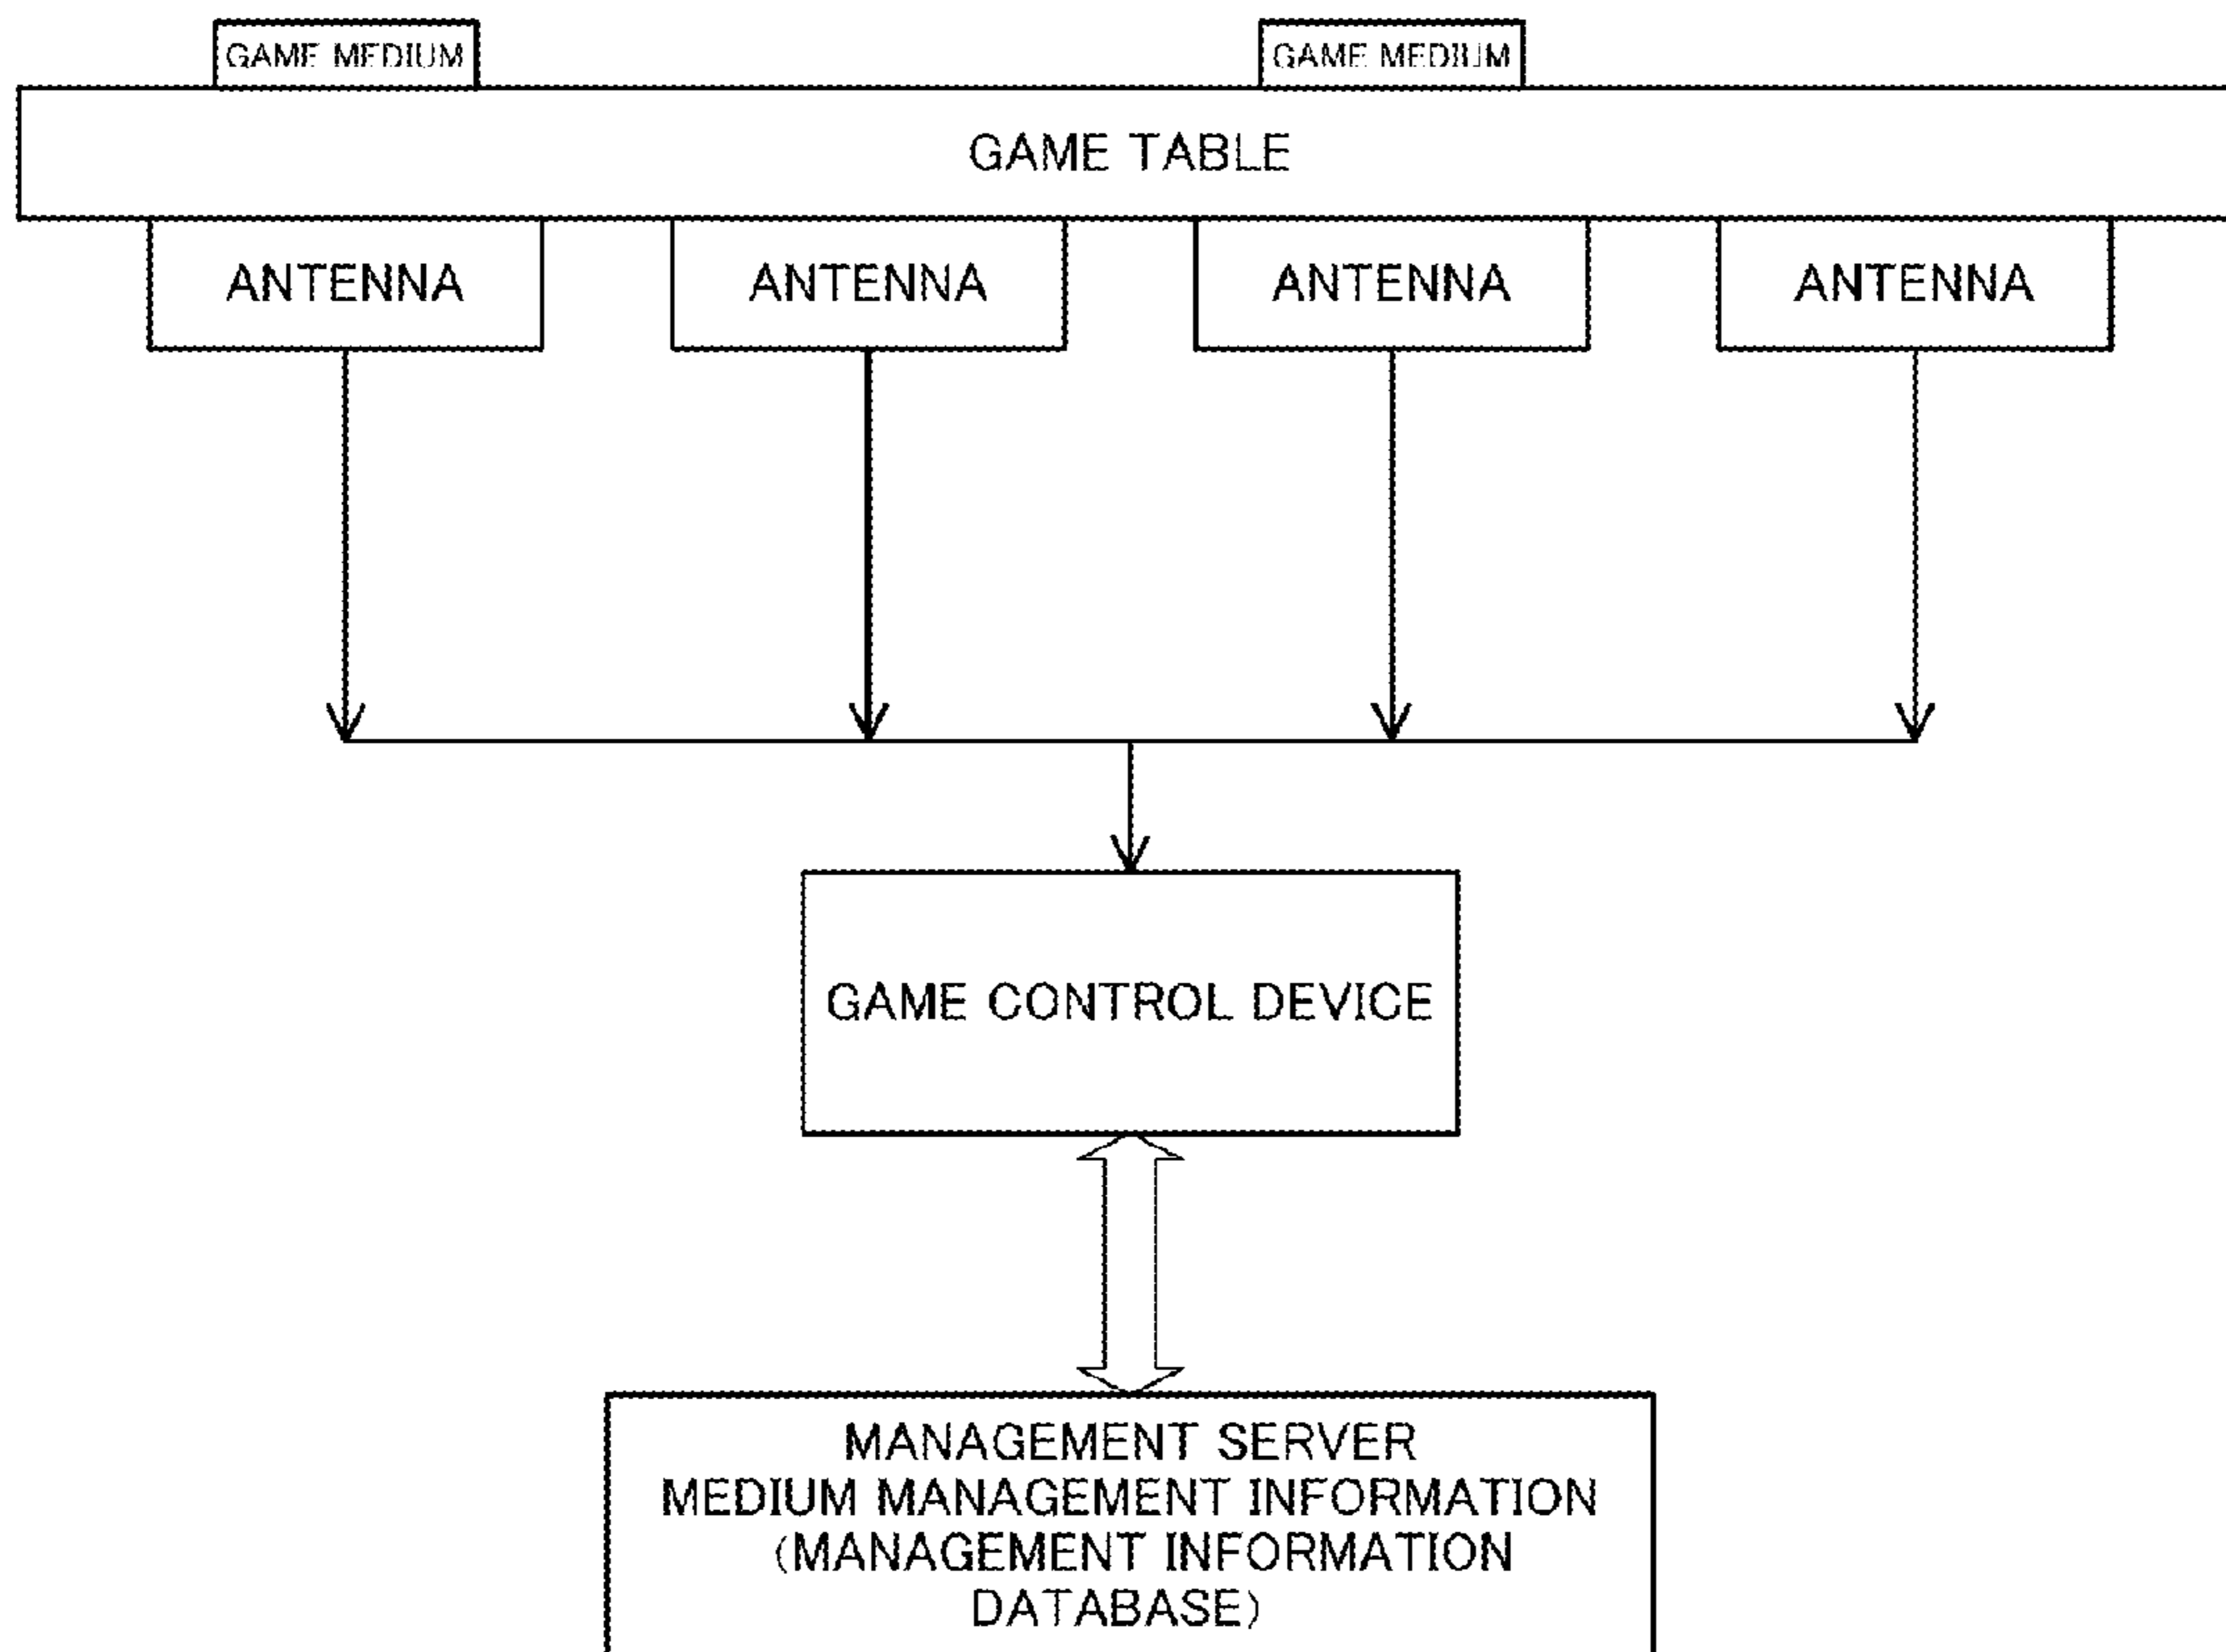 GAME MEDIUM GAME MEDIUM
GAME TABLE
ANTENNA ANTENNA ANTENNA ANTENNA
GAME CONTROL DEVICE
MANAGEMENT SERVER
MEDIUM MANAGEMENT INFORMATION
(MANAGEMENT INFORMATION
DATABASE)